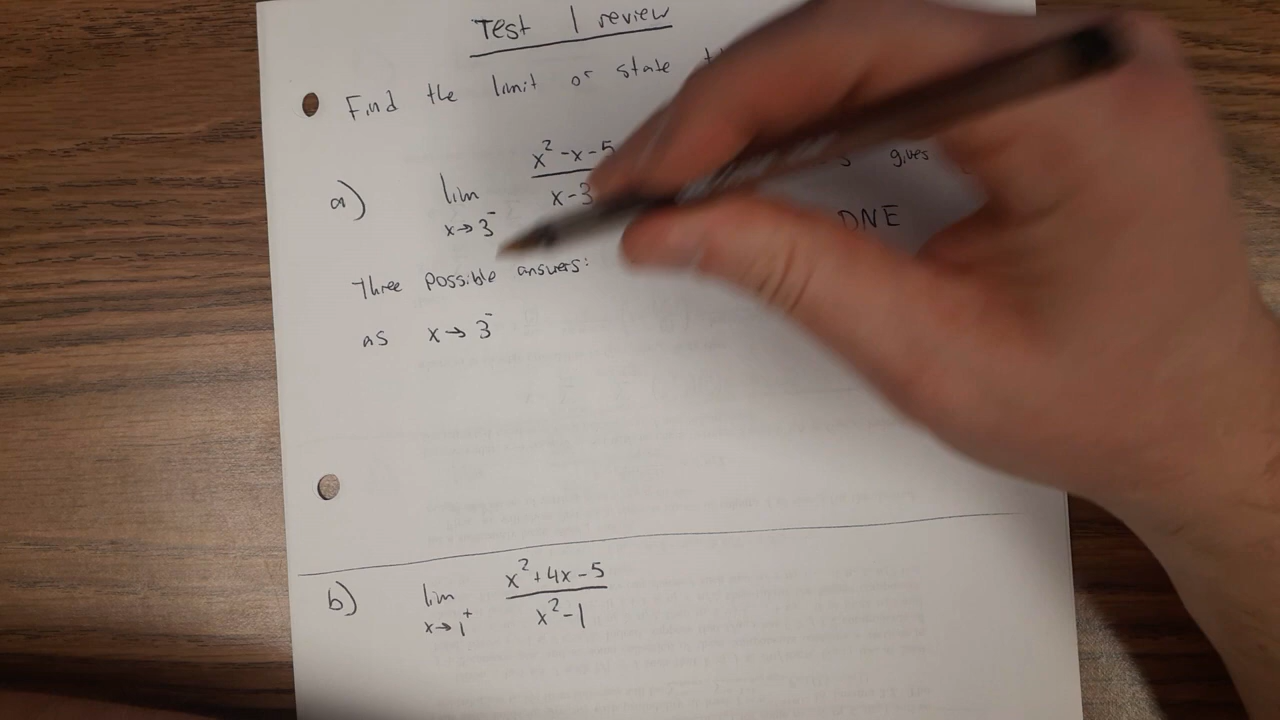 Test 1 review
Find the limit or state
a) lim x→3⁻ (x²-x-5)/(x-3) gives
DNE
Three possible answers:
as x→3⁻
b) lim x→1⁺ (x²+4x-5)/(x²-1)